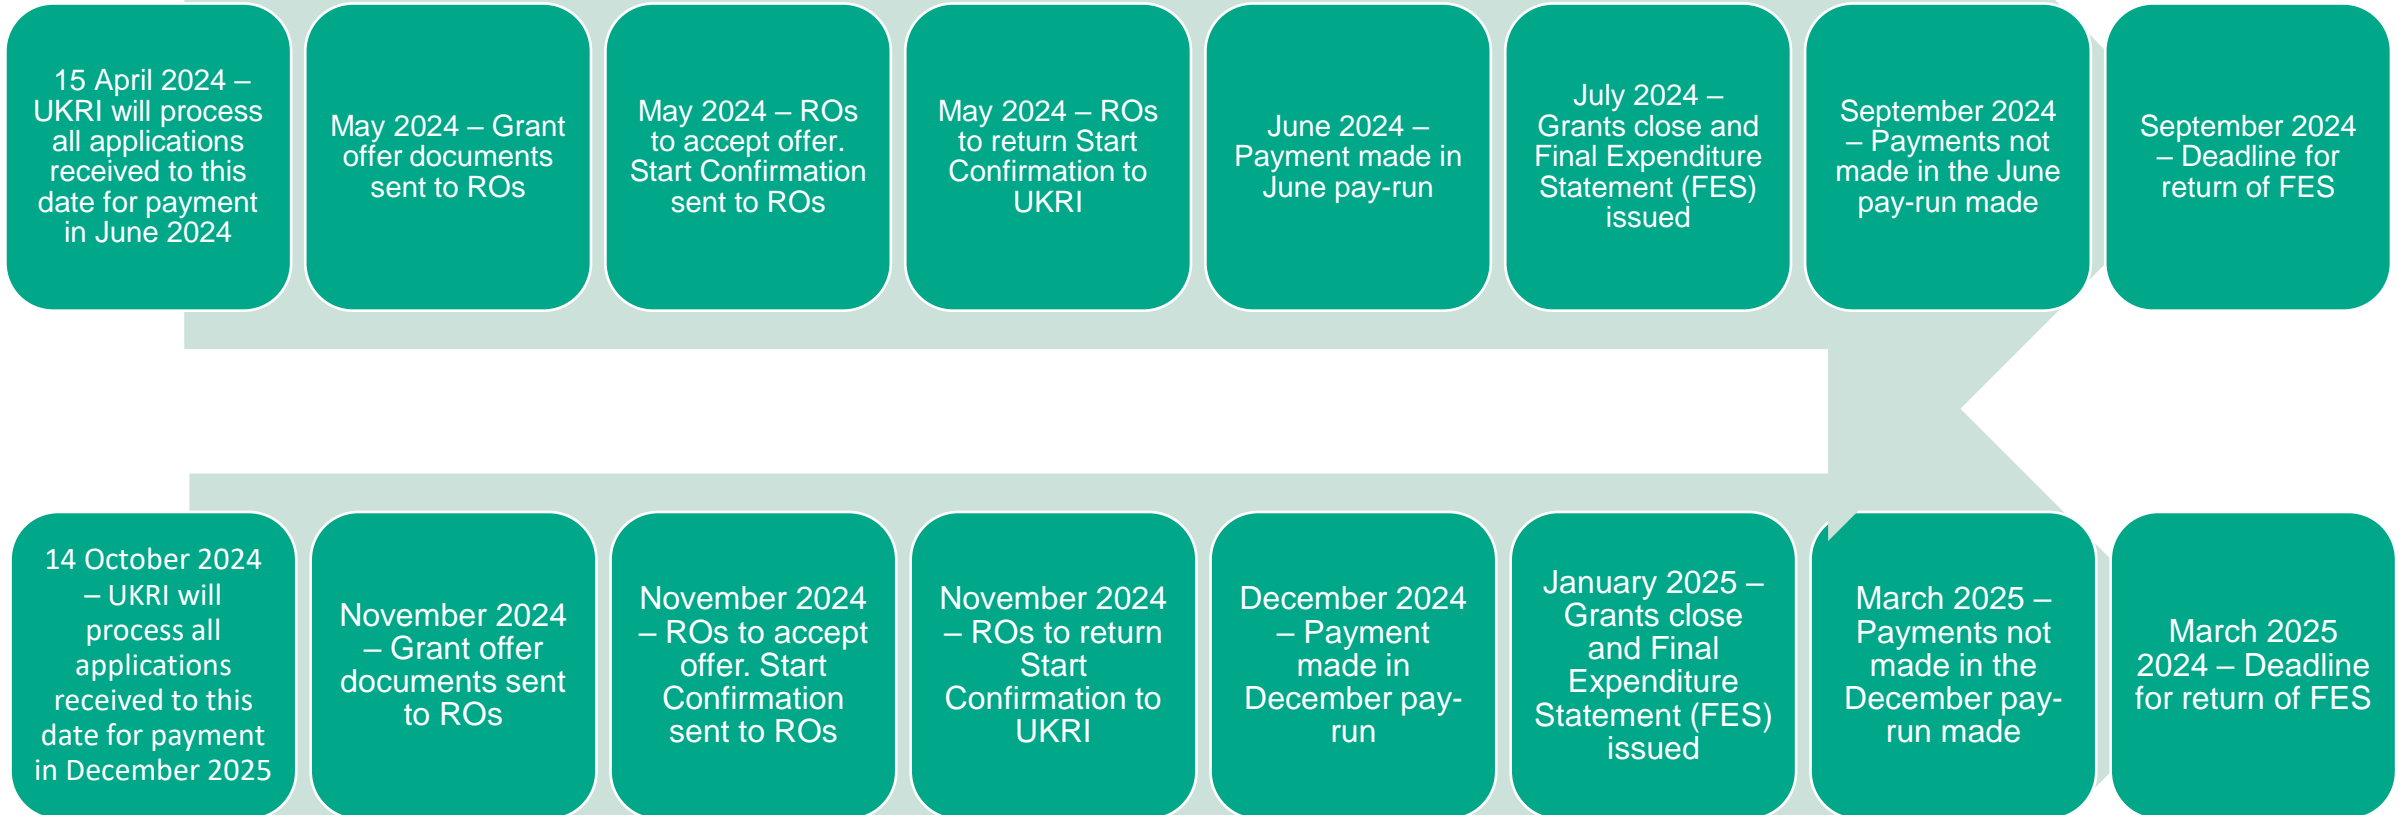 15 April 2024 –
UKRI will process
all applications
received to this
date for payment
in June 2024
May 2024 – Grant
offer documents
sent to ROs
May 2024 – ROs
to accept offer.
Start Confirmation
sent to ROs
May 2024 – ROs
to return Start
Confirmation to
UKRI
June 2024 –
Payment made in
June pay-run
July 2024 –
Grants close and
Final Expenditure
Statement (FES)
issued
September 2024
– Payments not
made in the June
pay-run made
September 2024
– Deadline for
return of FES
14 October 2024
– UKRI will
process all
applications
received to this
date for payment
in December 2025
November 2024
– Grant offer
documents sent
to ROs
November 2024
– ROs to accept
offer. Start
Confirmation
sent to ROs
November 2024
– ROs to return
Start
Confirmation to
UKRI
December 2024
– Payment
made in
December pay-
run
January 2025 –
Grants close
and Final
Expenditure
Statement (FES)
issued
March 2025 –
Payments not
made in the
December pay-
run made
March 2025
2024 – Deadline
for return of FES